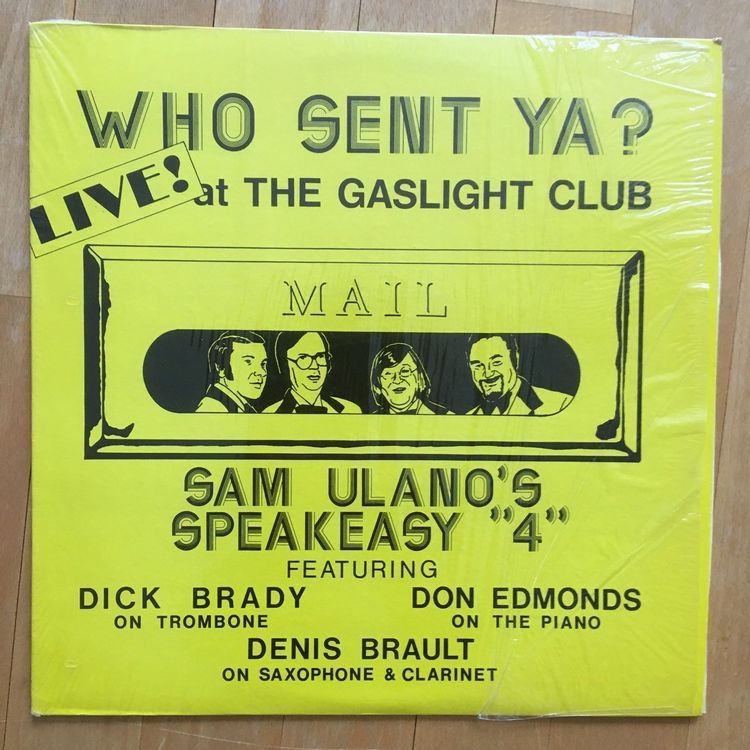 WHO SENT YA?
LIVE! at THE GASLIGHT CLUB
MAIL
SAM ULANO'S
SPEAKEASY "4"
FEATURING
DICK BRADY
ON TROMBONE
DON EDMONDS
ON THE PIANO
DENIS BRAULT
ON SAXOPHONE & CLARINET